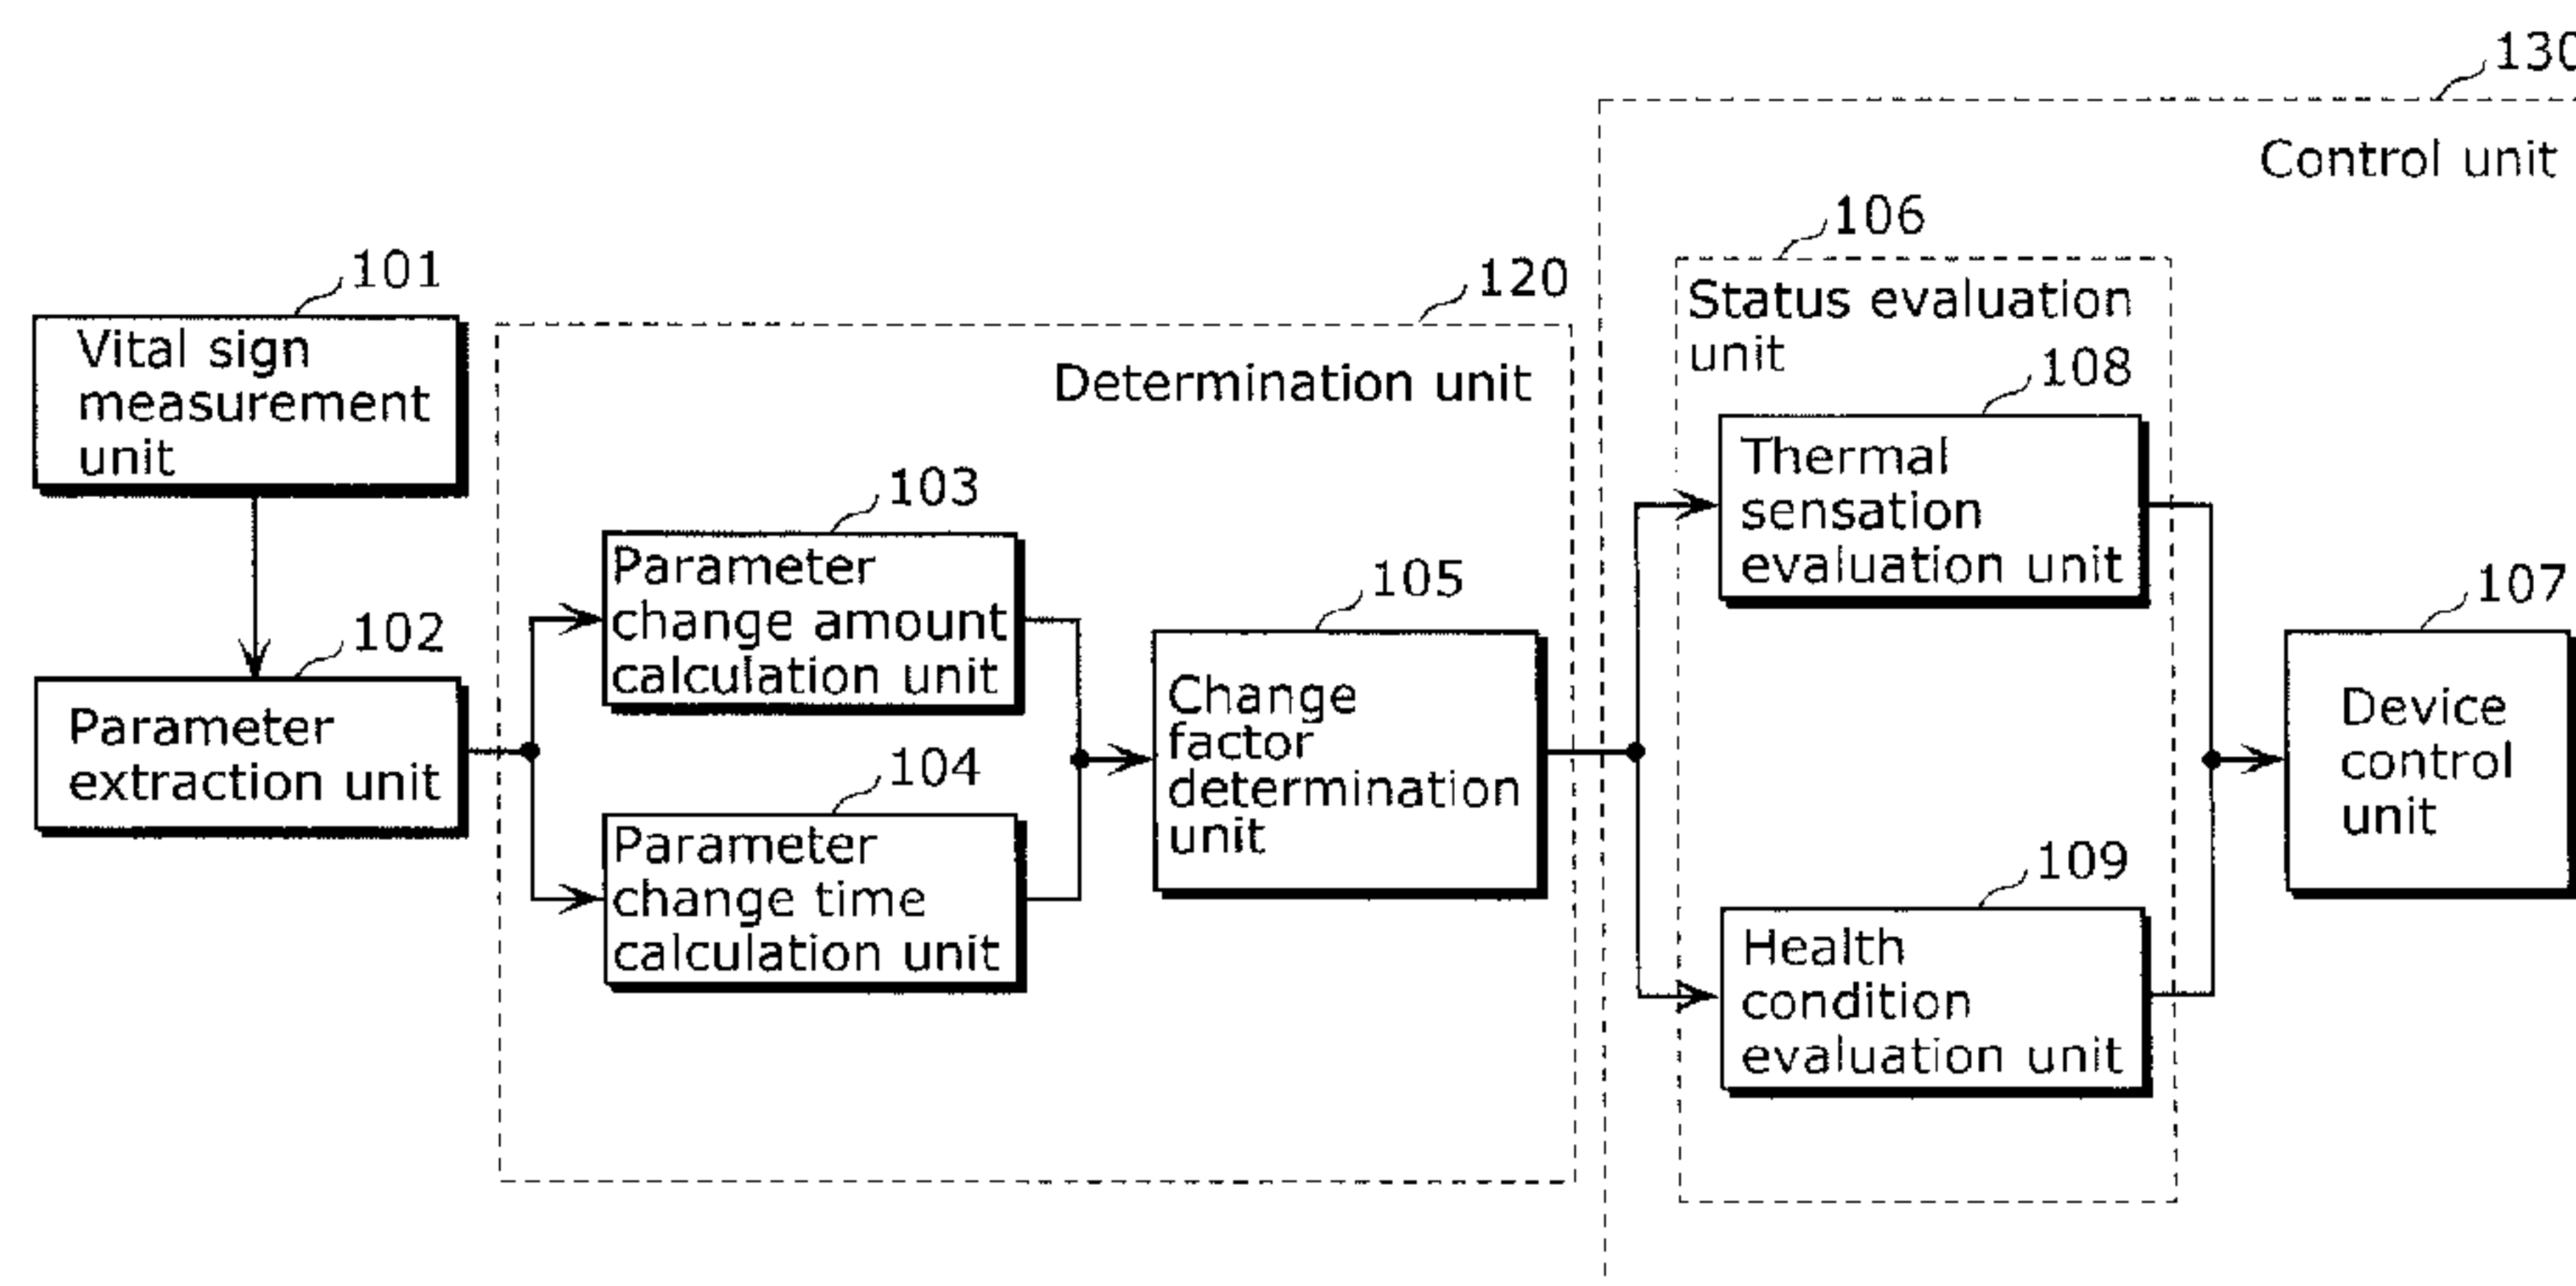 130
Control unit
106
Status evaluation
unit
101
Vital sign
measurement
unit
120
Determination unit
108
Thermal
sensation
evaluation unit
103
Parameter
change amount
calculation unit
102
Parameter
extraction unit
105
Change
factor
determination
unit
107
Device
control
unit
104
Parameter
change time
calculation unit
109
Health
condition
evaluation unit